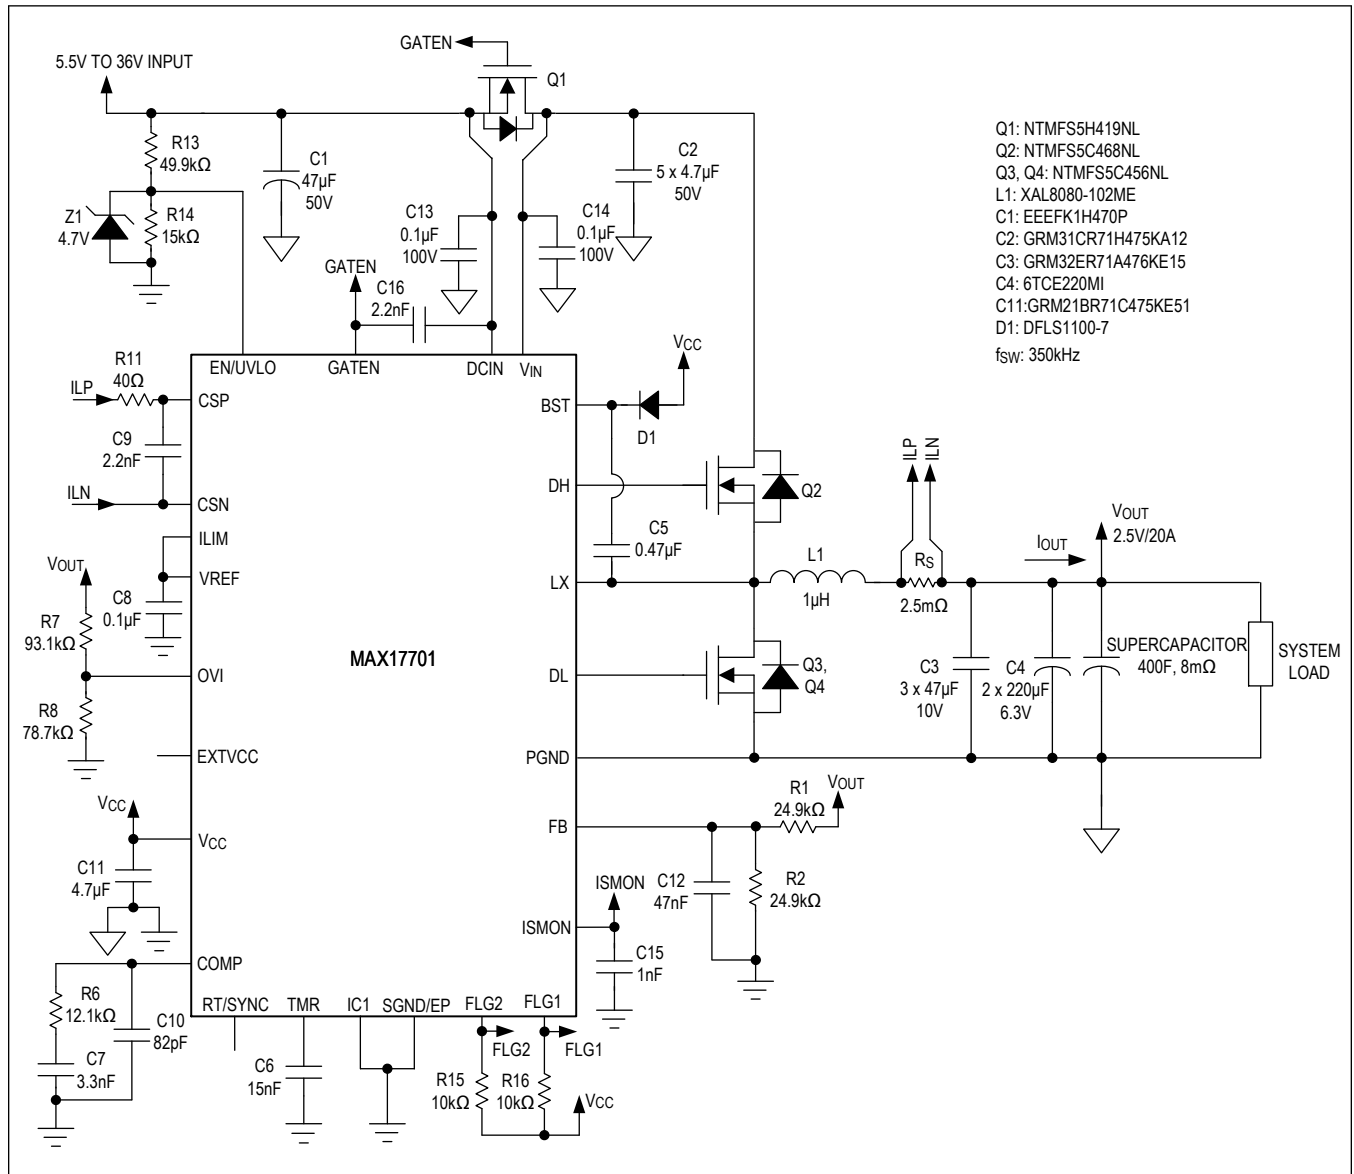 GATEN
5.5V TO 36V INPUT
Q1
R13
49.9kΩ
C1
47µF
50V
C2
5 x 4.7µF
50V
Q1: NTMFS5H419NL
Q2: NTMFS5C468NL
Q3, Q4: NTMFS5C456NL
L1: XAL8080-102ME
C1: EEEFK1H470P
C2: GRM31CR71H475KA12
C3: GRM32ER71A476KE15
C4: 6TCE220MI
C11:GRM21BR71C475KE51
D1: DFLS1100-7
fSW: 350kHz
Z1
4.7V
R14
15kΩ
C13
0.1µF
100V
C14
0.1µF
100V
GATEN
C16
2.2nF
EN/UVLO
GATEN
DCIN
VIN
VCC
R11
40Ω
ILP
CSP
BST
D1
C9
2.2nF
ILN
CSN
DH
Q2
ILP
ILN
ILIM
VOUT
VREF
C8
0.1µF
C5
0.47µF
LX
L1
1µH
RS
2.5mΩ
IOUT
VOUT
2.5V/20A
R7
93.1kΩ
MAX17701
OVI
DL
Q3,
Q4
C3
3 x 47µF
10V
C4
2 x 220µF
6.3V
SUPERCAPACITOR
400F, 8mΩ
SYSTEM
LOAD
R8
78.7kΩ
EXTVCC
PGND
VCC
VCC
FB
R1
24.9kΩ
VOUT
C11
4.7µF
C12
47nF
R2
24.9kΩ
ISMON
ISMON
C15
1nF
COMP
R6
12.1kΩ
C10
82pF
C7
3.3nF
RT/SYNC
TMR
IC1
SGND/EP
FLG2
FLG1
FLG2
FLG1
C6
15nF
R15
10kΩ
R16
10kΩ
VCC